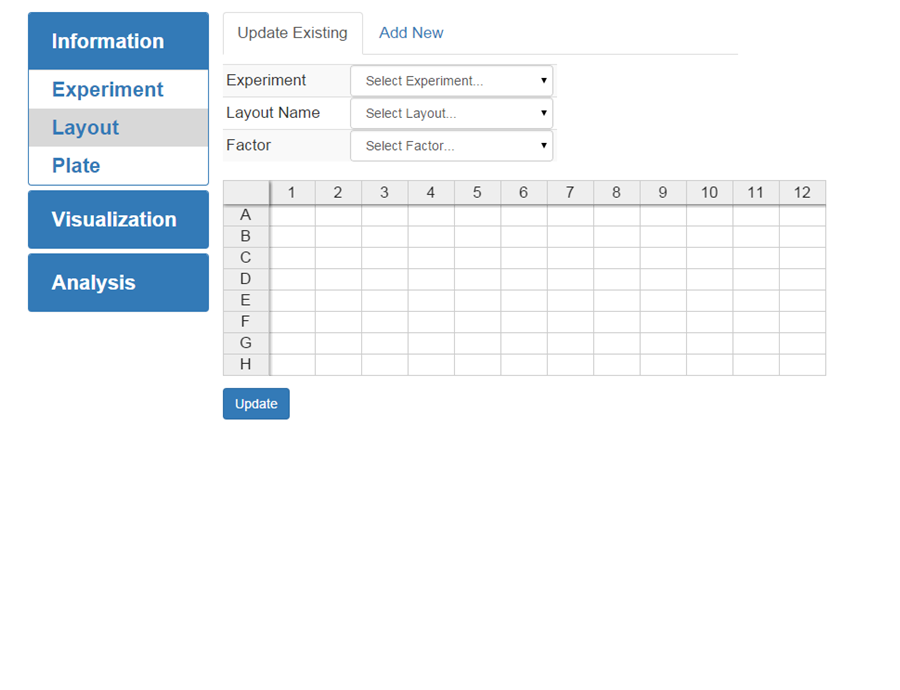 Information
Experiment
Layout
Plate
Visualization
Analysis
Update Existing Add New
Experiment Select Experiment...
Layout Name Select Layout...
Factor Select Factor...
1 2 3 4 5 6 7 8 9 10 11 12
A
B
C
D
E
F
G
H
Update